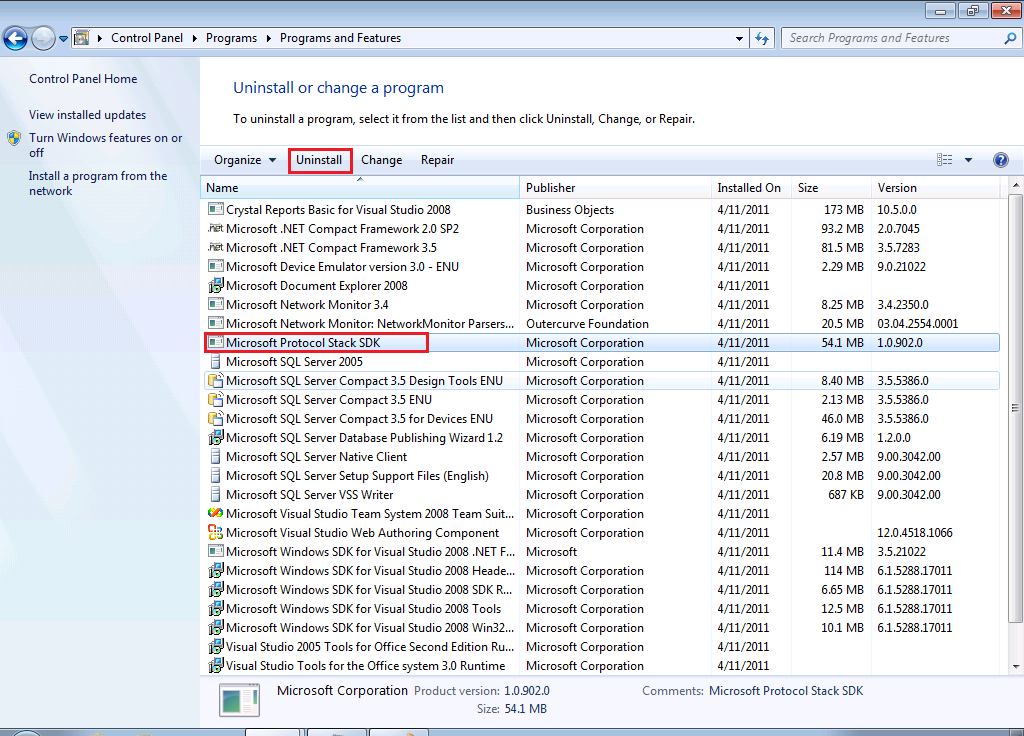 Control Panel Programs Programs and Features Search Programs and Features
Control Panel Home
View installed updates
Turn Windows features on or
off
Install a program from the
network
Uninstall or change a program
To uninstall a program, select it from the list and then click Uninstall, Change, or Repair.
Organize Uninstall Change Repair
Name Publisher Installed On Size Version
Crystal Reports Basic for Visual Studio 2008 Business Objects 4/11/2011 173 MB 10.5.0.0
.NET Microsoft .NET Compact Framework 2.0 SP2 Microsoft Corporation 4/11/2011 93.2 MB 2.0.7045
.NET Microsoft .NET Compact Framework 3.5 Microsoft Corporation 4/11/2011 81.5 MB 3.5.7283
Microsoft Device Emulator version 3.0 - ENU Microsoft Corporation 4/11/2011 2.29 MB 9.0.21022
Microsoft Document Explorer 2008 Microsoft Corporation 4/11/2011
Microsoft Network Monitor 3.4 Microsoft Corporation 4/11/2011 8.25 MB 3.4.2350.0
Microsoft Network Monitor: NetworkMonitor Parsers... Outercurve Foundation 4/11/2011 20.5 MB 03.04.2554.0001
Microsoft Protocol Stack SDK Microsoft Corporation 4/11/2011 54.1 MB 1.0.902.0
Microsoft SQL Server 2005 Microsoft Corporation 4/11/2011
Microsoft SQL Server Compact 3.5 Design Tools ENU Microsoft Corporation 4/11/2011 8.40 MB 3.5.5386.0
Microsoft SQL Server Compact 3.5 ENU Microsoft Corporation 4/11/2011 2.13 MB 3.5.5386.0
Microsoft SQL Server Compact 3.5 for Devices ENU Microsoft Corporation 4/11/2011 46.0 MB 3.5.5386.0
Microsoft SQL Server Database Publishing Wizard 1.2 Microsoft Corporation 4/11/2011 6.19 MB 1.2.0.0
Microsoft SQL Server Native Client Microsoft Corporation 4/11/2011 2.57 MB 9.00.3042.00
Microsoft SQL Server Setup Support Files (English) Microsoft Corporation 4/11/2011 20.8 MB 9.00.3042.00
Microsoft SQL Server VSS Writer Microsoft Corporation 4/11/2011 687 KB 9.00.3042.00
Microsoft Visual Studio Team System 2008 Team Suit... Microsoft Corporation 4/11/2011
Microsoft Visual Studio Web Authoring Component Microsoft Corporation 4/11/2011 12.0.4518.1066
Microsoft Windows SDK for Visual Studio 2008 .NET F... Microsoft 4/11/2011 11.4 MB 3.5.21022
Microsoft Windows SDK for Visual Studio 2008 Heade... Microsoft Corporation 4/11/2011 114 MB 6.1.5288.17011
Microsoft Windows SDK for Visual Studio 2008 SDK R... Microsoft Corporation 4/11/2011 6.65 MB 6.1.5288.17011
Microsoft Windows SDK for Visual Studio 2008 Tools Microsoft Corporation 4/11/2011 12.5 MB 6.1.5288.17011
Microsoft Windows SDK for Visual Studio 2008 Win32... Microsoft Corporation 4/11/2011 10.1 MB 6.1.5288.17011
Visual Studio 2005 Tools for Office Second Edition Ru... Microsoft Corporation 4/11/2011
Visual Studio Tools for the Office system 3.0 Runtime Microsoft Corporation 4/11/2011
Microsoft Corporation Product version: 1.0.902.0 Comments: Microsoft Protocol Stack SDK
Size: 54.1 MB